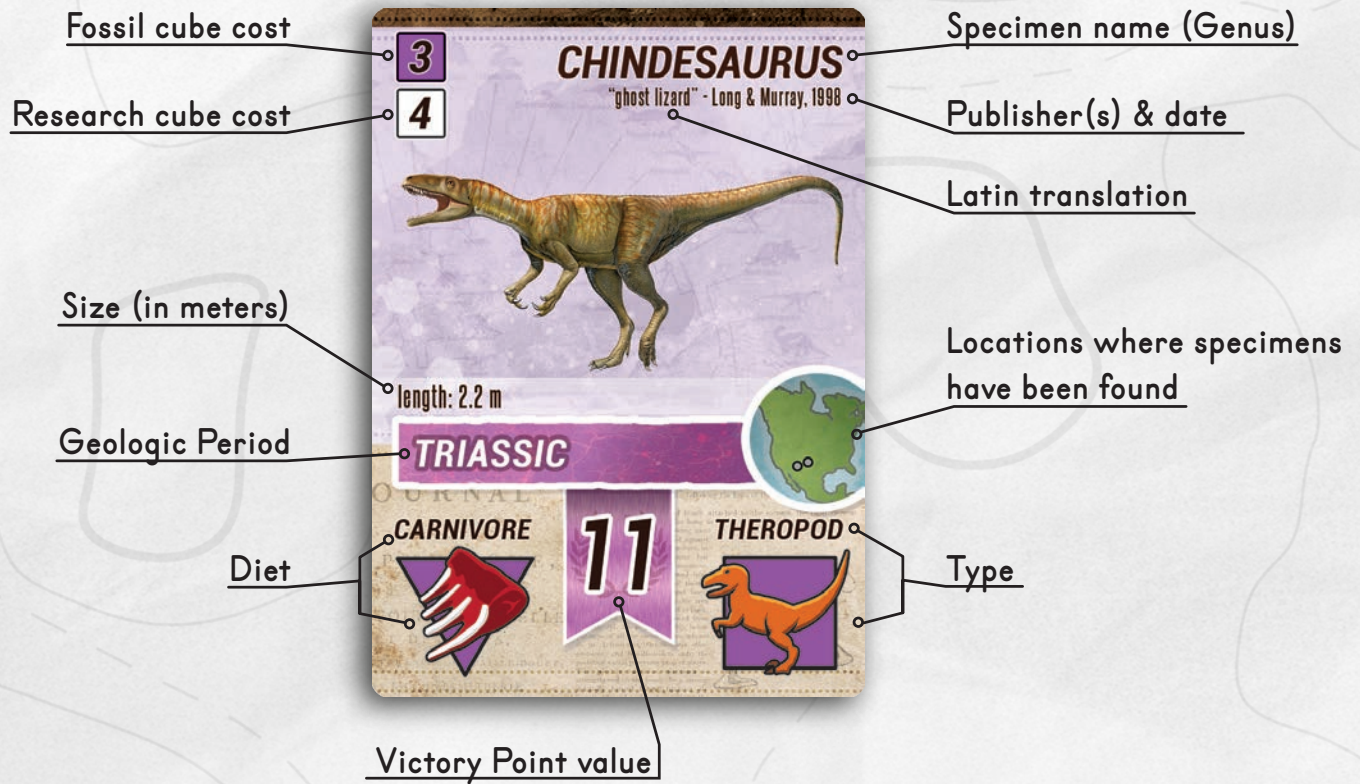 Fossil cube cost
Research cube cost
Size (in meters)
Geologic Period
Diet
3
4
CHINDESAURUS
"ghost lizard" - Long & Murray, 1998
length: 2.2 m
TRIASSIC
OURNAL
CARNIVORE
11
THEROPOD
Specimen name (Genus)
Publisher(s) & date
Latin translation
Locations where specimens
have been found
Type
Victory Point value